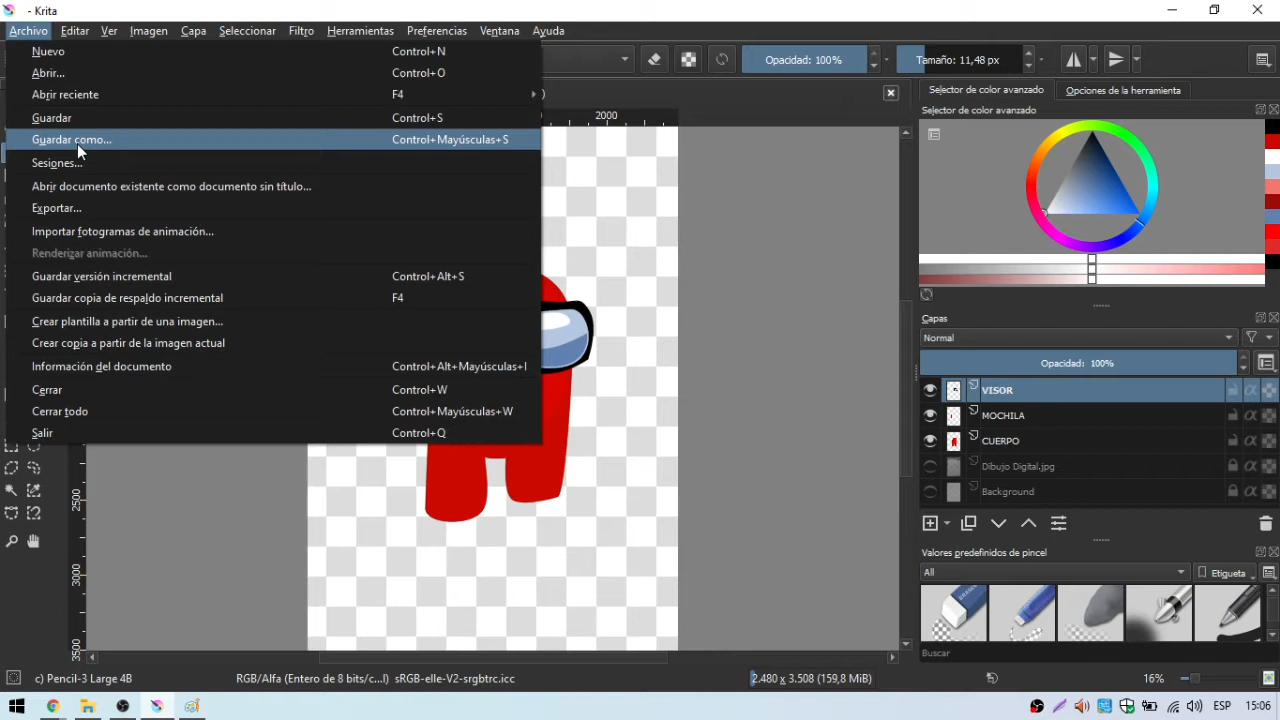 - Krita
Archivo Editar Ver Imagen Capa Seleccionar Filtro Herramientas Preferencias Ventana Ayuda
Nuevo Control+N
Abrir... Control+O
Abrir reciente F4
Guardar Control+S
Guardar como... Control+Mayúsculas+S
Sesiones...
Abrir documento existente como documento sin título...
Exportar...
Importar fotogramas de animación...
Renderizar animación...
Guardar versión incremental Control+Alt+S
Guardar copia de respaldo incremental F4
Crear plantilla a partir de una imagen...
Crear copia a partir de la imagen actual
Información del documento Control+Alt+Mayúsculas+I
Cerrar Control+W
Cerrar todo Control+Mayúsculas+W
Salir Control+Q
Opacidad: 100%
Tamaño: 11,48 px
)
2000
2500
3000
3500
Selector de color avanzado
Opciones de la herramienta
Selector de color avanzado
Capas
Normal
Opacidad: 100%
VISOR
MOCHILA
CUERPO
Dibujo Digital.jpg
Background
Valores predefinidos de pincel
All
Etiqueta
Buscar
c) Pencil-3 Large 4B
RGB/Alfa (Entero de 8 bits/c...l) sRGB-elle-V2-srgbtrc.icc
2.480 x 3.508 (159,8 MiB)
16%
ESP
15:06